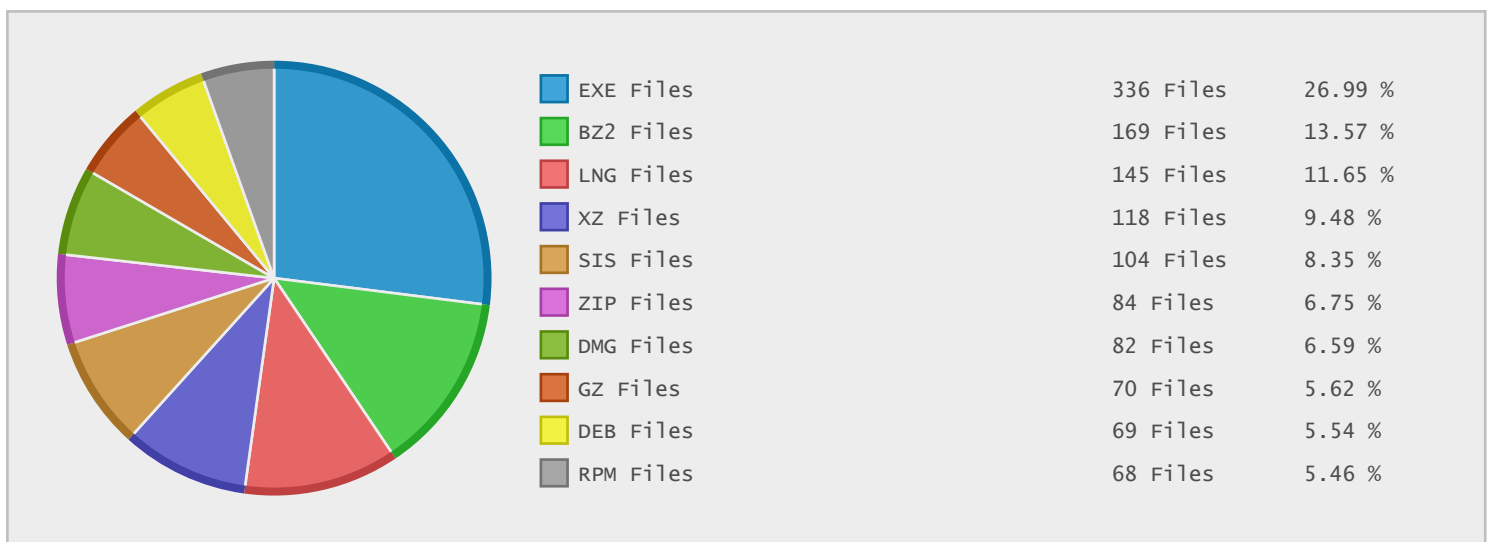 EXE Files 336 Files 26.99 %
BZ2 Files 169 Files 13.57 %
LNG Files 145 Files 11.65 %
XZ Files 118 Files 9.48 %
SIS Files 104 Files 8.35 %
ZIP Files 84 Files 6.75 %
DMG Files 82 Files 6.59 %
GZ Files 70 Files 5.62 %
DEB Files 69 Files 5.54 %
RPM Files 68 Files 5.46 %